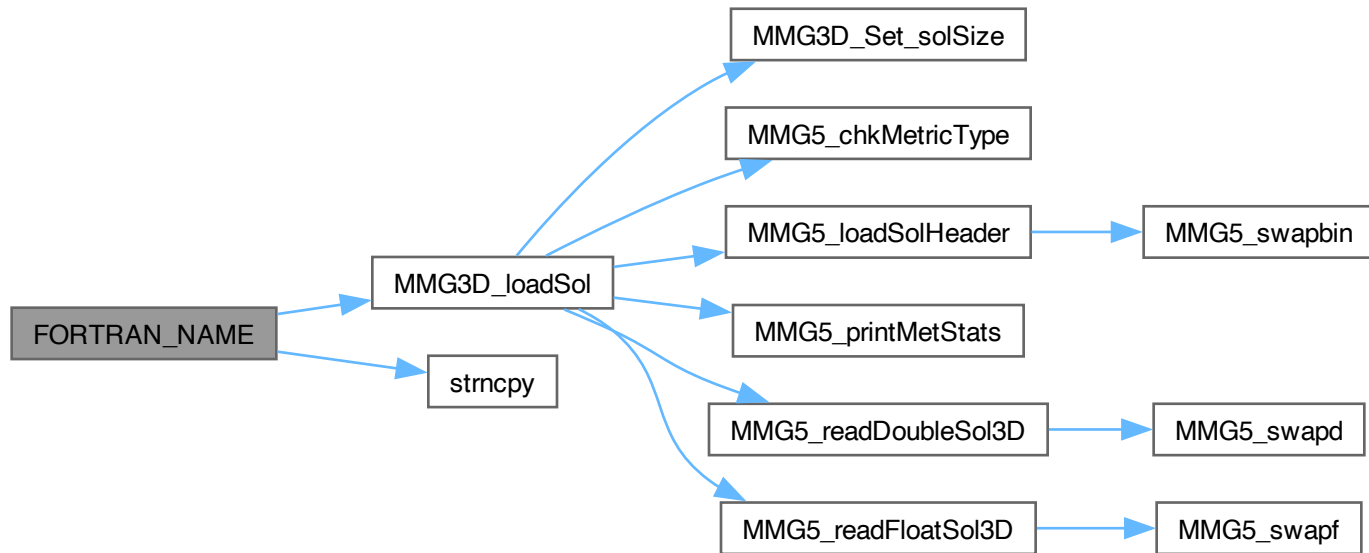 MMG3D_Set_solSize
MMG5_chkMetricType
MMG5_loadSolHeader
MMG5_swapbin
MMG3D_loadSol
FORTRAN_NAME
MMG5_printMetStats
strncpy
MMG5_readDoubleSol3D
MMG5_swapd
MMG5_readFloatSol3D
MMG5_swapf